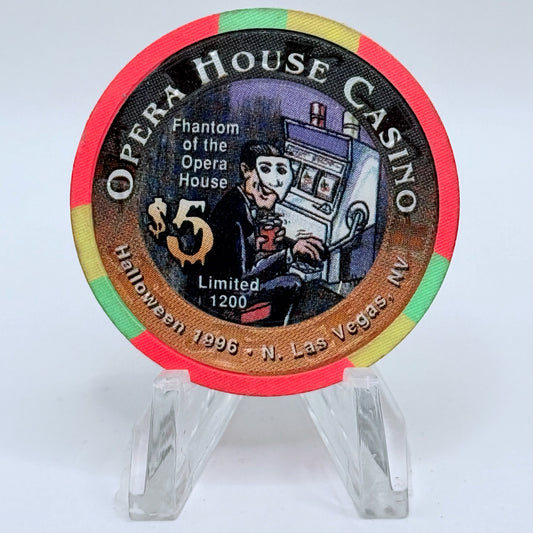 OPERA HOUSE CASINO
Fhantom
of the
Opera
House
$5
Limited
1200
Halloween 1996 • N. Las Vegas, NV